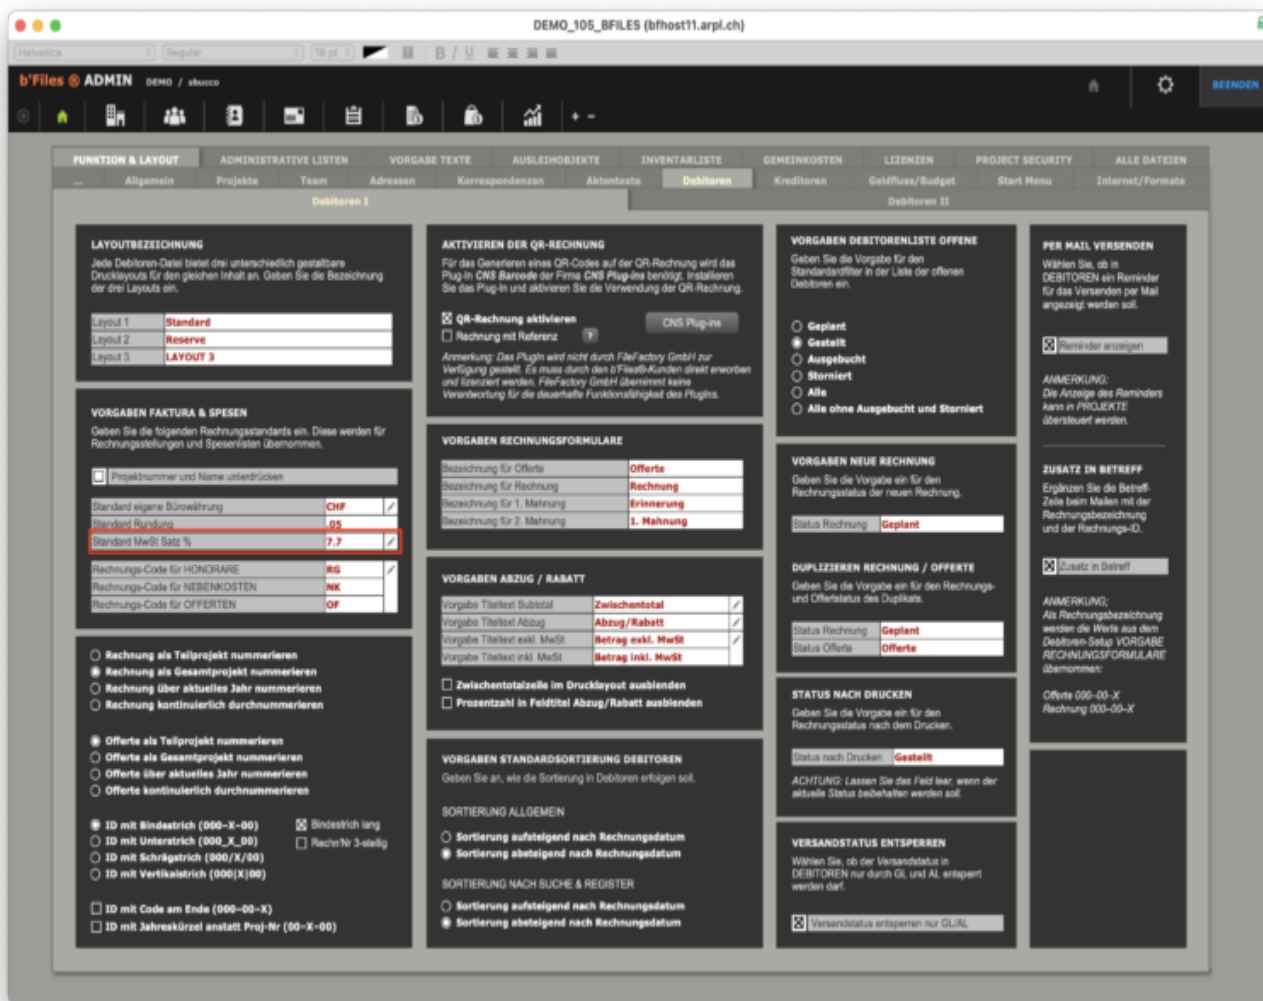 DEMO_105_BFILES (bfhost11.arpl.ch)
Helvetica Regular 16 pt B I U
b'Files ® ADMIN DEMO / sbucco
BEENDEN
+ −
FUNKTION & LAYOUT ADMINISTRATIVE LISTEN VORGABE TEXTE AUSLEIHOBJEKTE INVENTARLISTE GEMEINKOSTEN LIZENZEN PROJECT SECURITY ALLE DATEIEN
... Allgemein Projekte Team Adressen Korrespondenzen Aktentexte Debitoren Kreditoren Geldfluss/Budget Start Menu Internet/Formate
Debitoren I Debitoren II
LAYOUTBEZEICHNUNG
Jede Debitoren-Datei bietet drei unterschiedlich gestaltbare
Drucklayouts für den gleichen Inhalt an. Geben Sie die Bezeichnung
der drei Layouts ein.
Layout 1 Standard
Layout 2 Reserve
Layout 3 LAYOUT 3
VORGABEN FAKTURA & SPESEN
Geben Sie die folgenden Rechnungsstandards ein. Diese werden für
Rechnungsstellungen und Spesenlisten übernommen.
Projektnummer und Name unterdrücken
Standard eigene Bürowährung CHF
Standard Rundung .05
Standard MwSt Satz % 7.7
Rechnungs-Code für HONORARE RG
Rechnungs-Code für NEBENKOSTEN NK
Rechnungs-Code für OFFERTEN OF
Rechnung als Teilprojekt nummerieren
Rechnung als Gesamtprojekt nummerieren
Rechnung über aktuelles Jahr nummerieren
Rechnung kontinuierlich durchnummerieren
Offerte als Teilprojekt nummerieren
Offerte als Gesamtprojekt nummerieren
Offerte über aktuelles Jahr nummerieren
Offerte kontinuierlich durchnummerieren
ID mit Bindestrich (000–X–00) Bindestrich lang
ID mit Unterstrich (000_X_00) Rechn'Nr 3-stellig
ID mit Schrägstrich (000/X/00)
ID mit Vertikalstrich (000|X|00)
ID mit Code am Ende (000–00–X)
ID mit Jahreskürzel anstatt Proj-Nr (00–X–00)
AKTIVIEREN DER QR-RECHNUNG
Für das Generieren eines QR-Codes auf der QR-Rechnung wird das
Plug-In CNS Barcode der Firma CNS Plug-ins benötigt. Installieren
Sie das Plug-In und aktivieren Sie die Verwendung der QR-Rechnung.
QR-Rechnung aktivieren CNS Plug-ins
Rechnung mit Referenz ?
Anmerkung: Das PlugIn wird nicht durch FileFactory GmbH zur
Verfügung gestellt. Es muss durch den b'Files®-Kunden direkt erworben
und lizenziert werden. FileFactory GmbH übernimmt keine
Verantwortung für die dauerhafte Funktionsfähigkeit des PlugIns.
VORGABEN RECHNUNGSFORMULARE
Bezeichnung für Offerte Offerte
Bezeichnung für Rechnung Rechnung
Bezeichnung für 1. Mahnung Erinnerung
Bezeichnung für 2. Mahnung 1. Mahnung
VORGABEN ABZUG / RABATT
Vorgabe Titeltext Subtotal Zwischentotal
Vorgabe Titeltext Abzug Abzug/Rabatt
Vorgabe Titeltext exkl. MwSt Betrag exkl. MwSt
Vorgabe Titeltext inkl. MwSt Betrag inkl. MwSt
Zwischentotalzeile im Drucklayout ausblenden
Prozentzahl in Feldtitel Abzug/Rabatt ausblenden
VORGABEN STANDARDSORTIERUNG DEBITOREN
Geben Sie an, wie die Sortierung in Debitoren erfolgen soll.
SORTIERUNG ALLGEMEIN
Sortierung aufsteigend nach Rechnungsdatum
Sortierung absteigend nach Rechnungsdatum
SORTIERUNG NACH SUCHE & REGISTER
Sortierung aufsteigend nach Rechnungsdatum
Sortierung absteigend nach Rechnungsdatum
VORGABEN DEBITORENLISTE OFFENE
Geben Sie die Vorgabe für den
Standardfilter in der Liste der offenen
Debitoren ein.
Geplant
Gestellt
Ausgebucht
Storniert
Alle
Alle ohne Ausgebucht und Storniert
VORGABEN NEUE RECHNUNG
Geben Sie die Vorgabe ein für den
Rechnungsstatus der neuen Rechnung.
Status Rechnung Geplant
DUPLIZIEREN RECHNUNG / OFFERTE
Geben Sie die Vorgabe ein für den Rechnungs-
und Offertstatus des Duplikats.
Status Rechnung Geplant
Status Offerte Offerte
STATUS NACH DRUCKEN
Geben Sie die Vorgabe ein für den
Rechnungsstatus nach dem Drucken.
Status nach Drucken Gestellt
ACHTUNG: Lassen Sie das Feld leer, wenn der
aktuelle Status beibehalten werden soll.
VERSANDSTATUS ENTSPERREN
Wählen Sie, ob der Versandstatus in
DEBITOREN nur durch GL und AL entsperrt
werden darf.
Versandstatus entsperren nur GL/AL
PER MAIL VERSENDEN
Wählen Sie, ob in
DEBITOREN ein Reminder
für das Versenden per Mail
angezeigt werden soll.
Reminder anzeigen
ANMERKUNG:
Die Anzeige des Reminders
kann in PROJEKTE
übersteuert werden.
ZUSATZ IN BETREFF
Ergänzen Sie die Betreff-
Zeile beim Mailen mit der
Rechnungsbezeichnung
und der Rechnungs-ID.
Zusatz in Betreff
ANMERKUNG;
Als Rechnungsbezeichnung
werden die Werte aus dem
Debitoren-Setup VORGABE
RECHNUNGSFORMULARE
übernommen:
Offerte 000–00–X
Rechnung 000–00–X